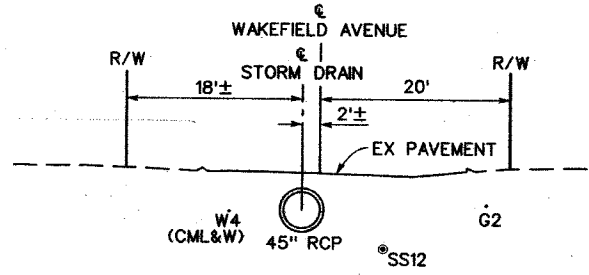 ℄
WAKEFIELD AVENUE
℄
STORM DRAIN
R/W
R/W
18'±
20'
2'±
EX PAVEMENT
W4
(CML&W)
45" RCP
G2
SS12